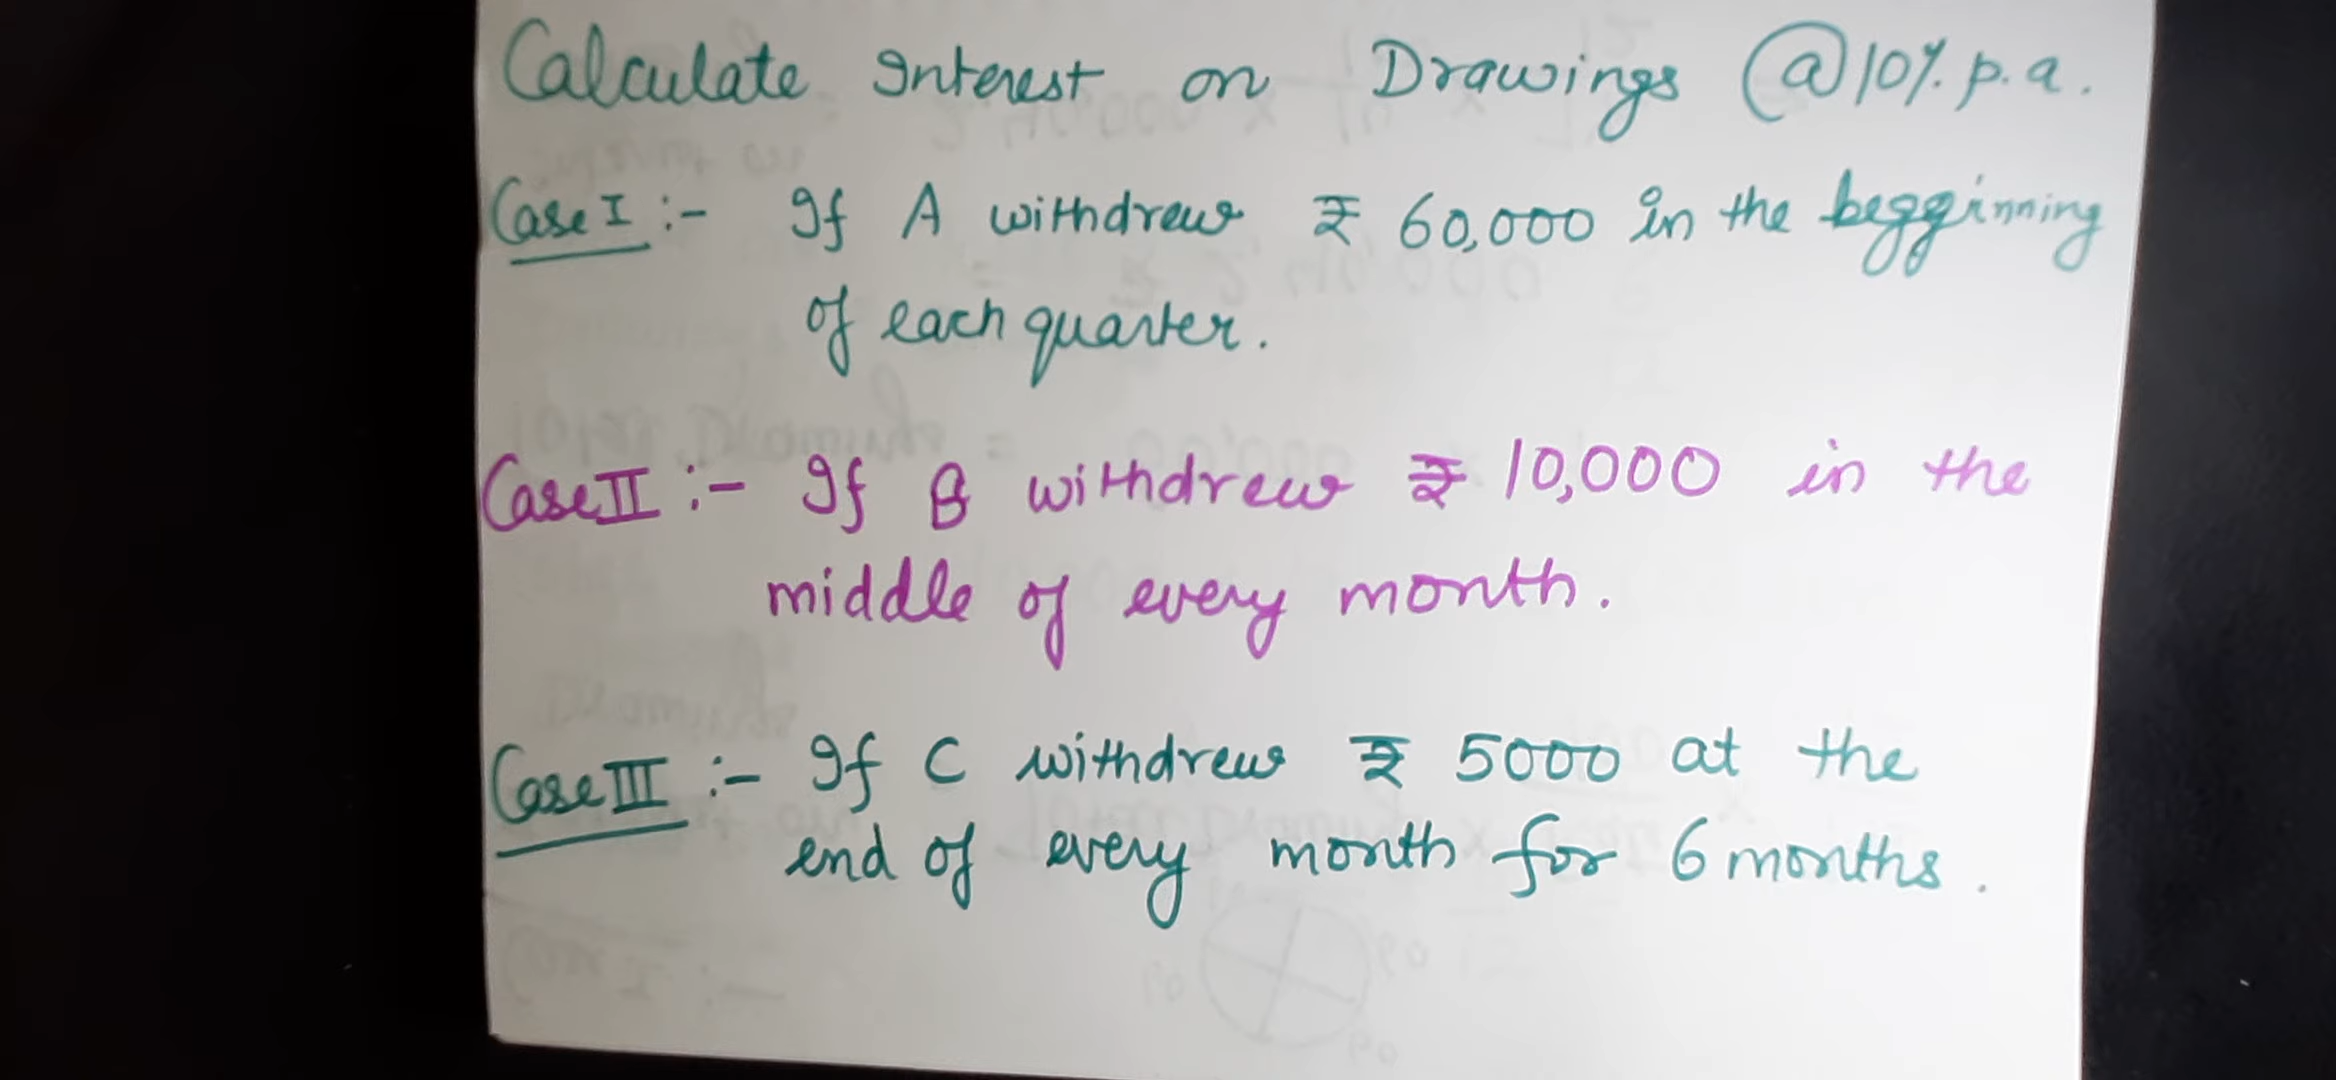 Calculate Interest on Drawings @10% p.a.
Case I :- If A withdrew ₹ 60,000 in the begginning
of each quarter.
Case II :- If B withdrew ₹ 10,000 in the
middle of every month.
Case III :- If C withdrew ₹ 5000 at the
end of every month for 6 months.